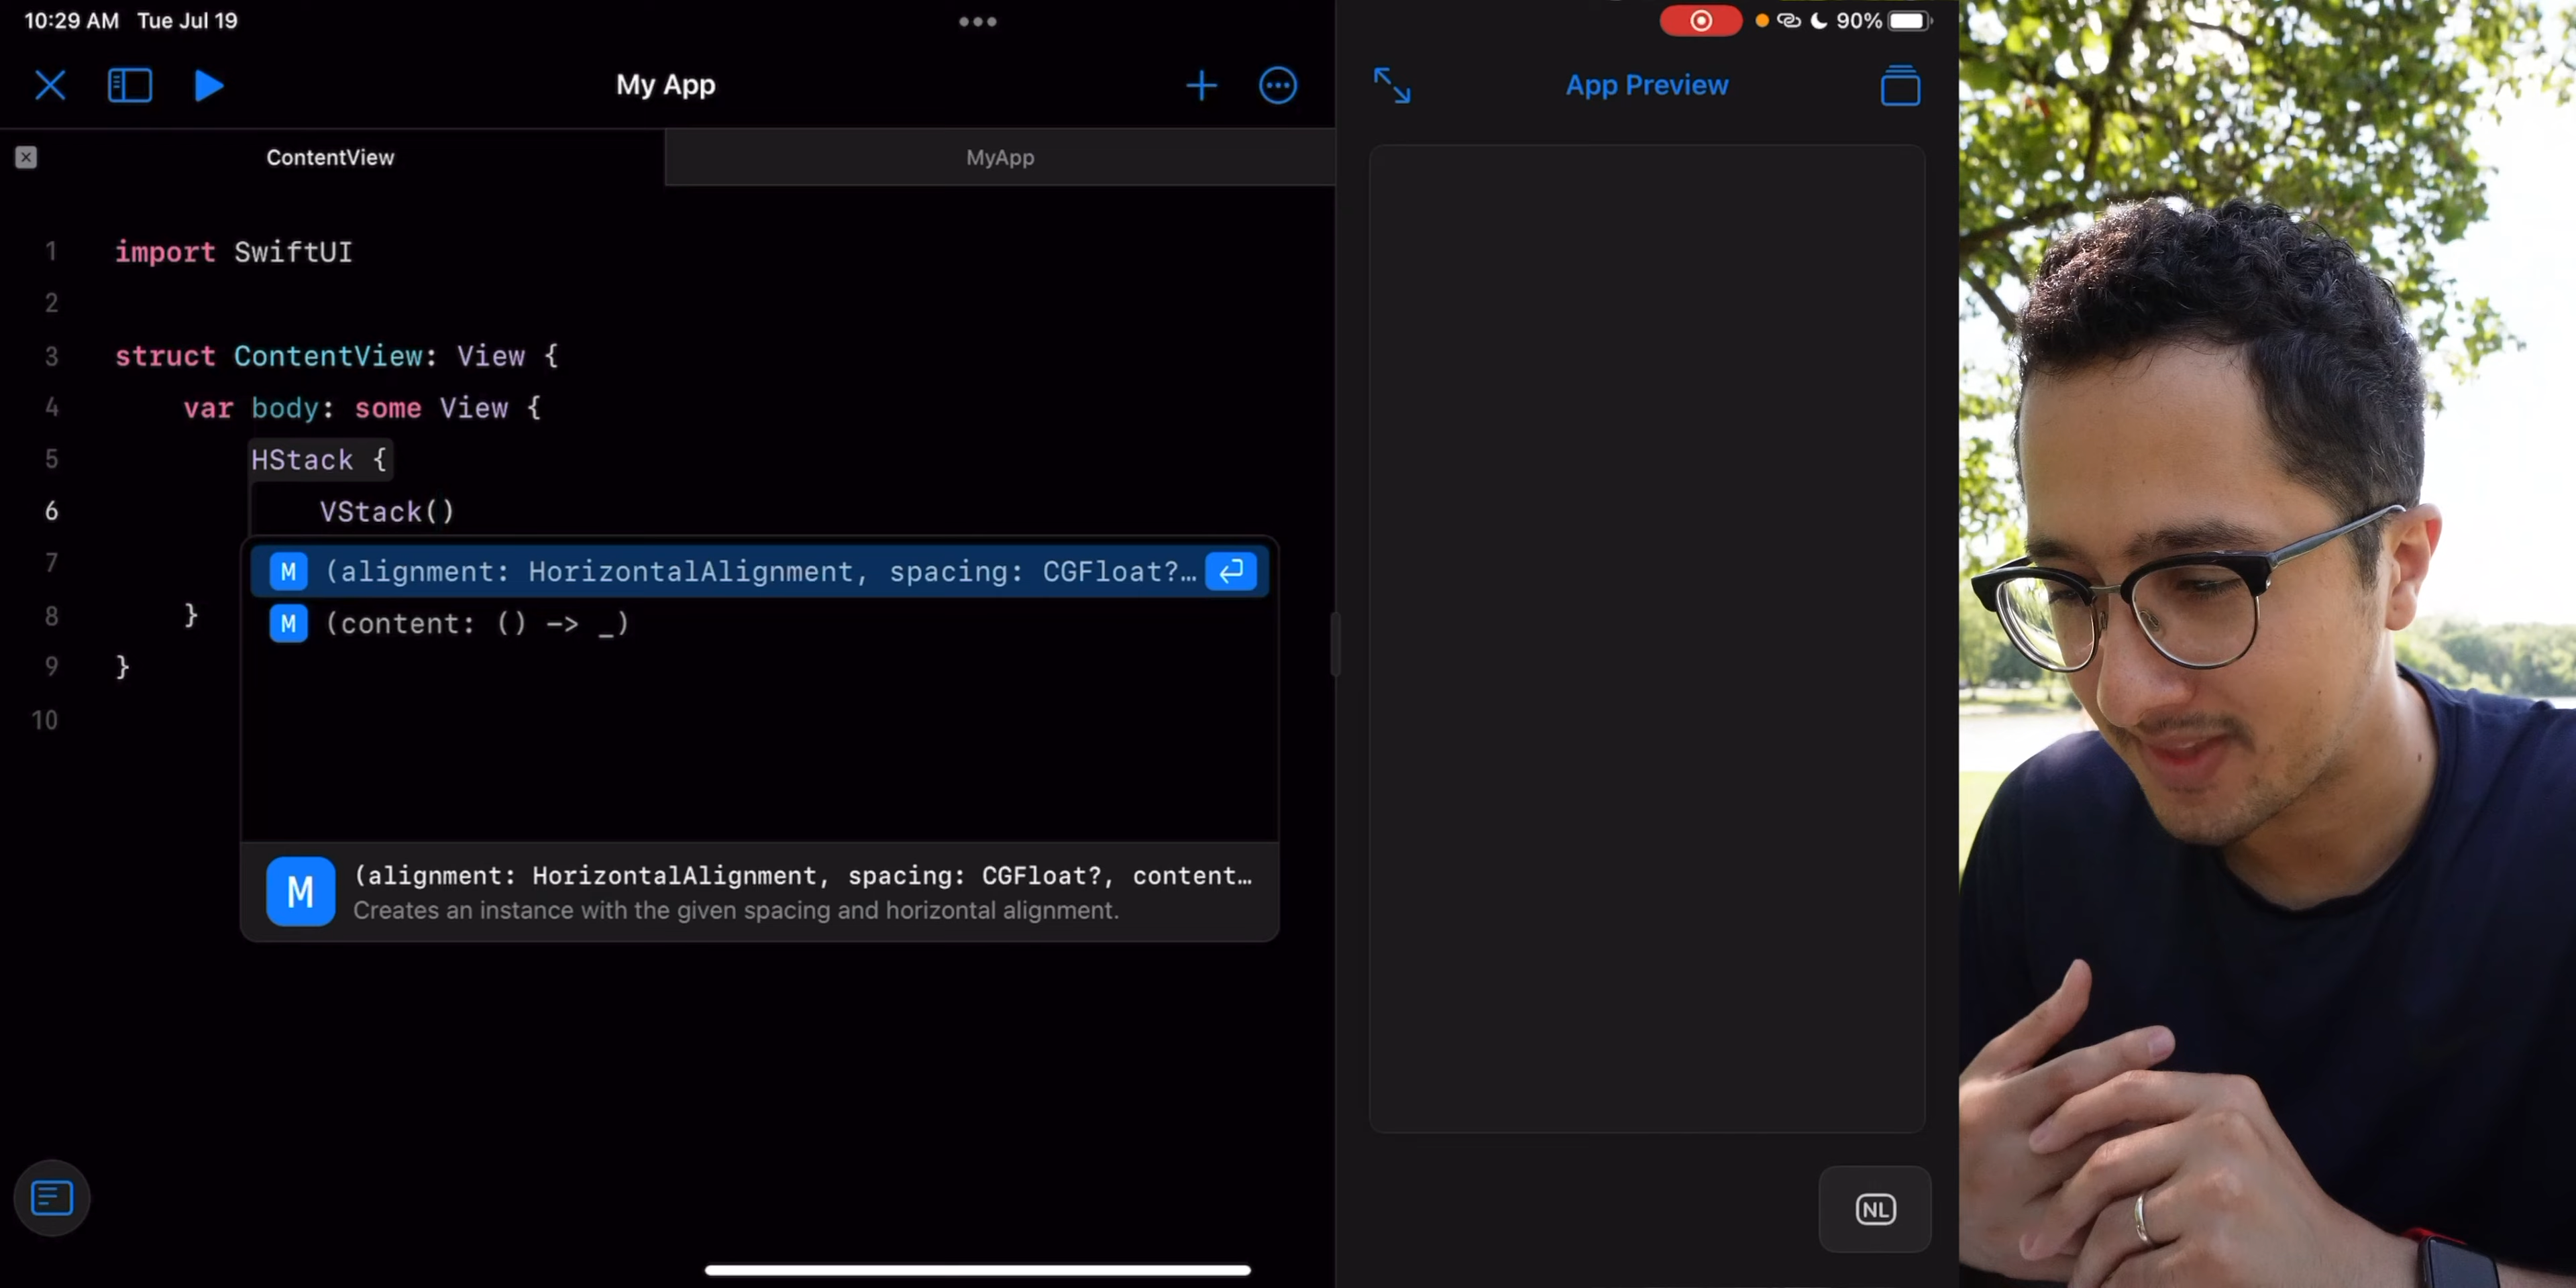 10:29 AM Tue Jul 19
90%
My App
App Preview
ContentView
MyApp
1 import SwiftUI
2
3 struct ContentView: View {
4 var body: some View {
5 HStack {
6 VStack()
7
M (alignment: HorizontalAlignment, spacing: CGFloat?…
8 }
M (content: () -> _)
9 }
10
M (alignment: HorizontalAlignment, spacing: CGFloat?, content…
Creates an instance with the given spacing and horizontal alignment.
NL